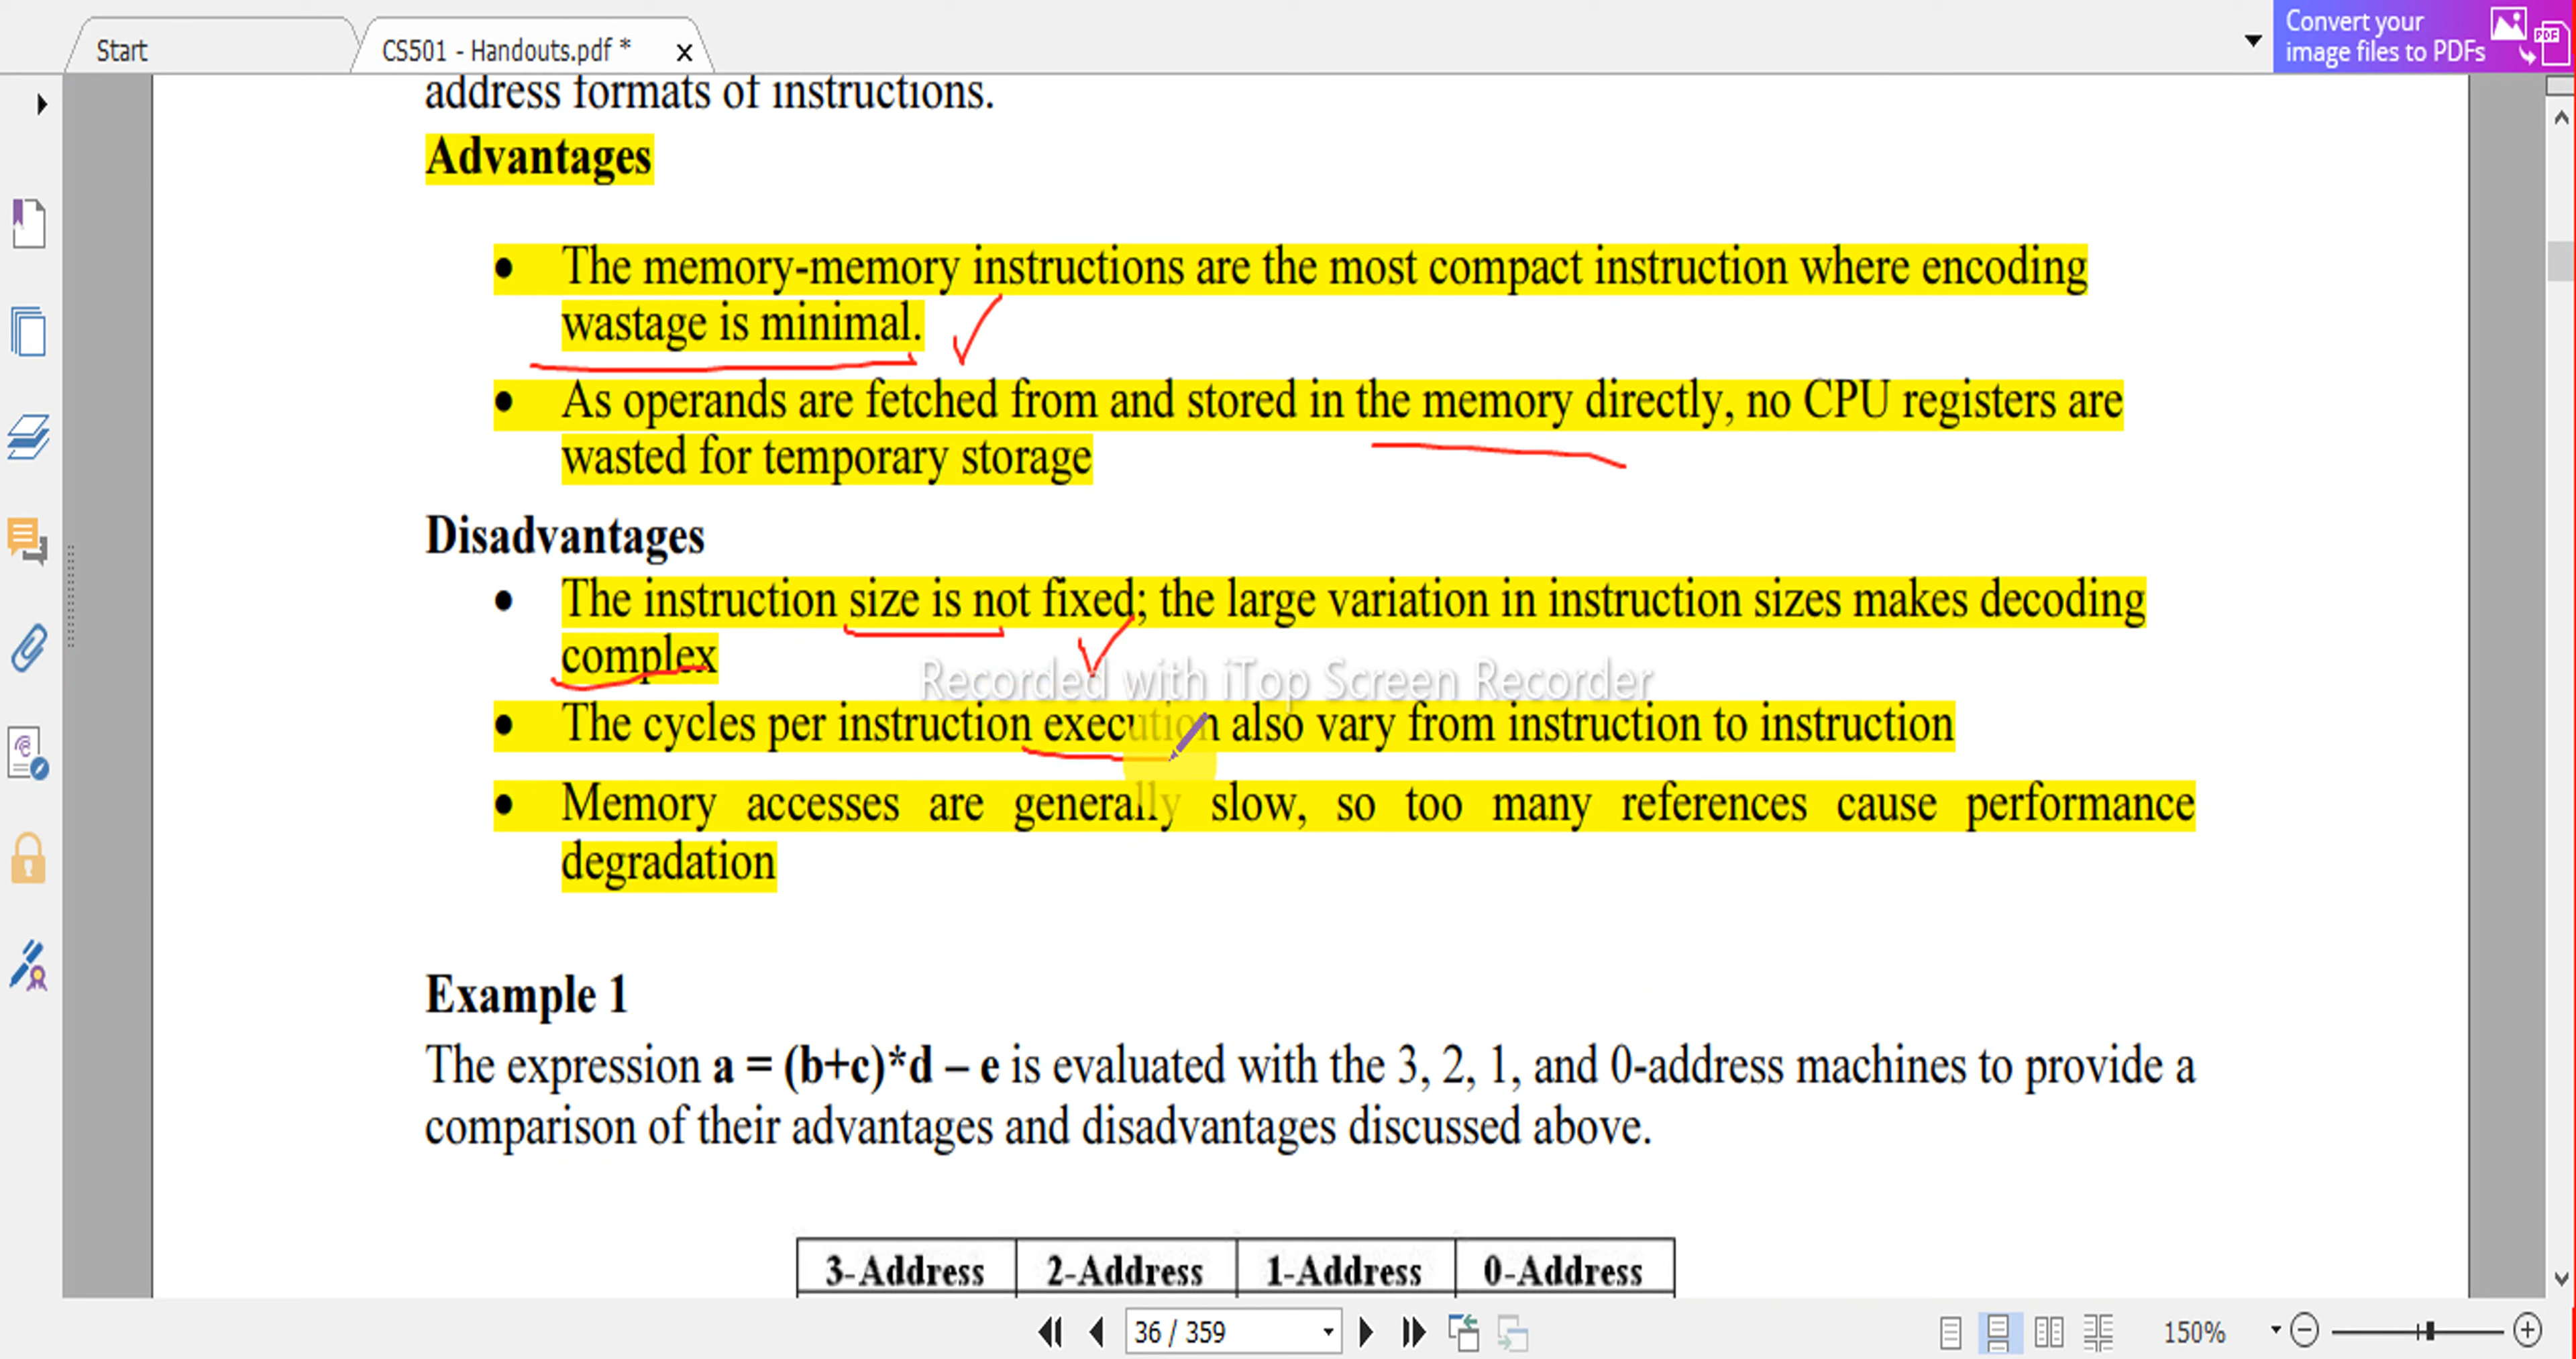 Start
CS501 - Handouts.pdf *
Convert your
image files to PDFs
address formats of instructions.
Advantages
• The memory-memory instructions are the most compact instruction where encoding
wastage is minimal.
• As operands are fetched from and stored in the memory directly, no CPU registers are
wasted for temporary storage
Disadvantages
• The instruction size is not fixed; the large variation in instruction sizes makes decoding
complex
Recorded with iTop Screen Recorder
• The cycles per instruction execution also vary from instruction to instruction
• Memory accesses are generally slow, so too many references cause performance
degradation
Example 1
The expression a = (b+c)*d – e is evaluated with the 3, 2, 1, and 0-address machines to provide a
comparison of their advantages and disadvantages discussed above.
3-Address 2-Address 1-Address 0-Address
36 / 359
150%